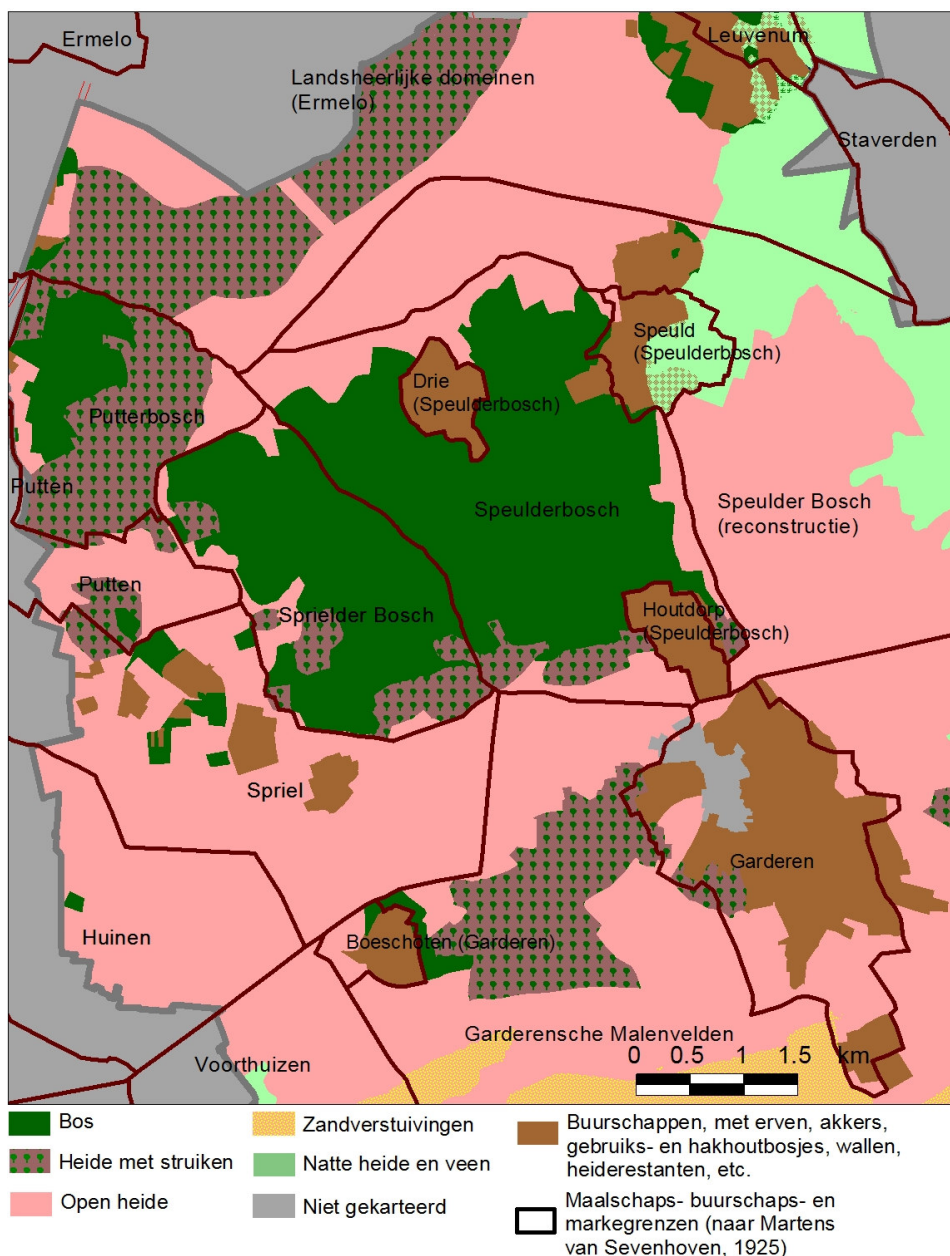 Ermelo
Leuvenum
Landsheerlijke domeinen
(Ermelo)
Staverden
Speuld
(Speulderbosch)
Drie
(Speulderbosch)
Putterbosch
Putten
Speulderbosch
Speulder Bosch
(reconstructie)
Putten
Sprielder Bosch
Houtdorp
(Speulderbosch)
Spriel
Garderen
Huinen
Boeschoten (Garderen)
Garderensche Malenvelden
Voorthuizen
0 0.5 1 1.5 km
Bos
Heide met struiken
Open heide
Zandverstuivingen
Natte heide en veen
Niet gekarteerd
Buurschappen, met erven, akkers,
gebruiks- en hakhoutbosjes, wallen,
heiderestanten, etc.
Maalschaps- buurschaps- en
markegrenzen (naar Martens
van Sevenhoven, 1925)